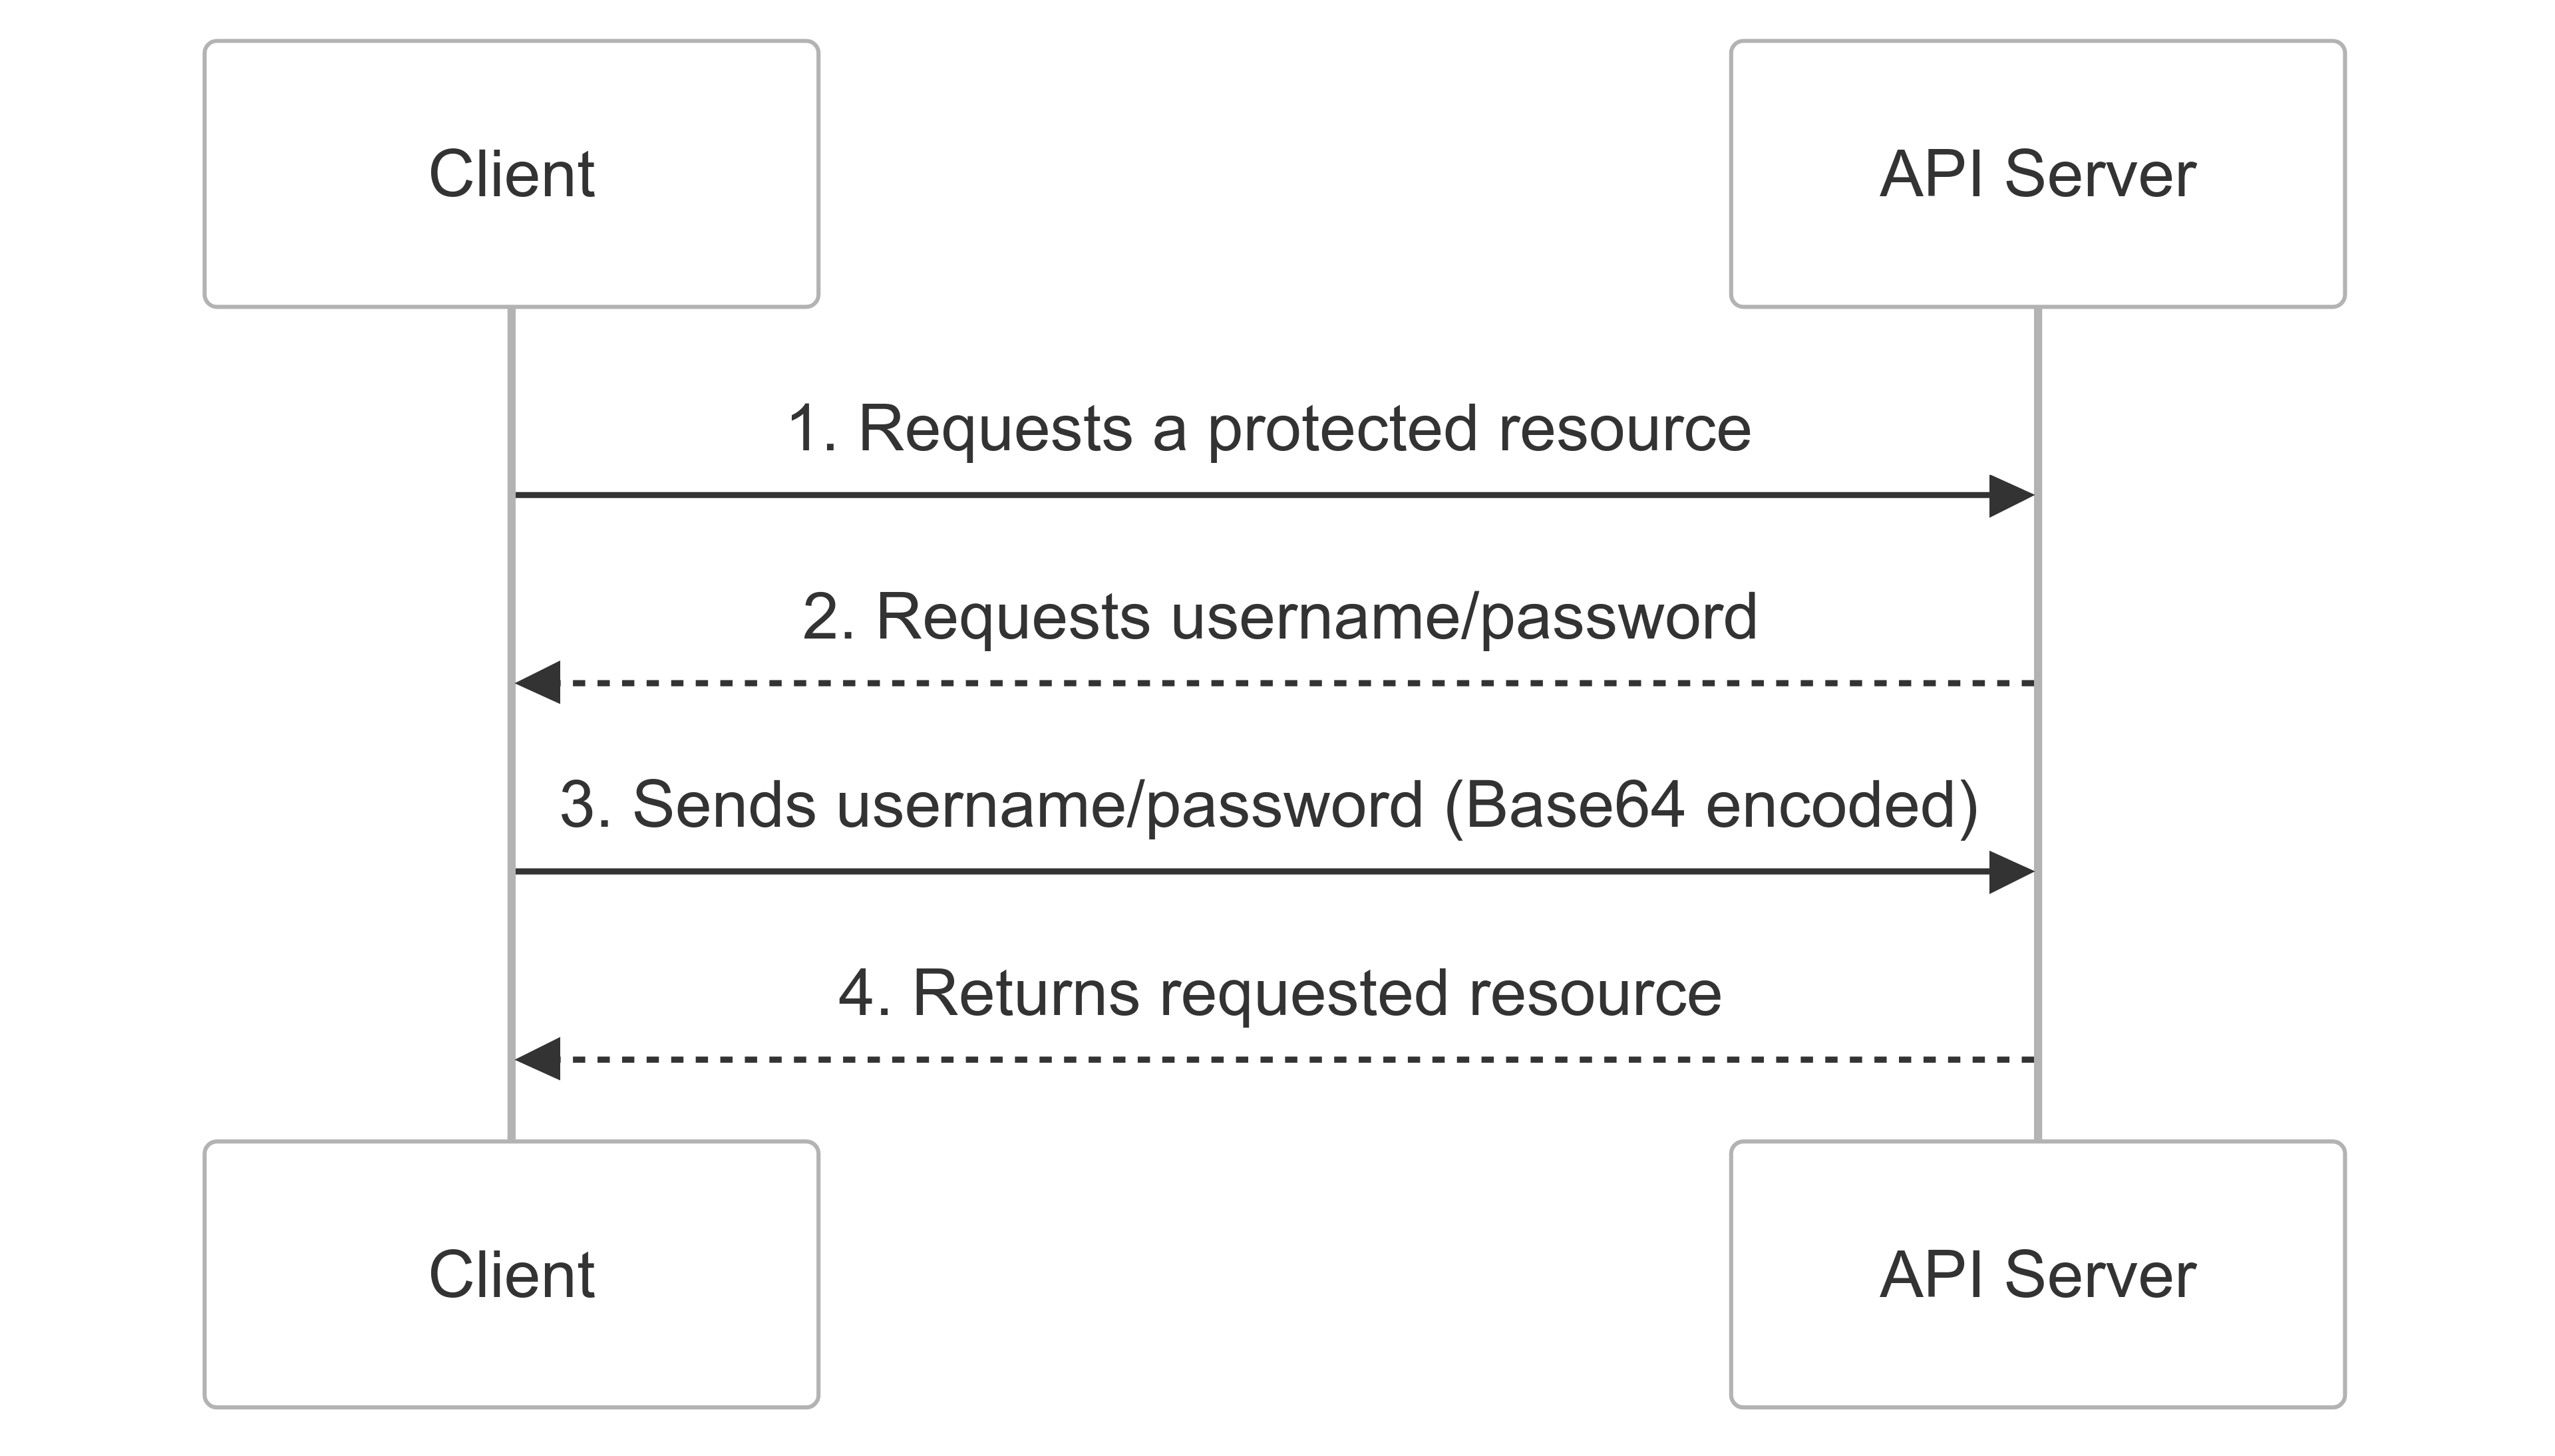 Client
API Server
1. Requests a protected resource
2. Requests username/password
3. Sends username/password (Base64 encoded)
4. Returns requested resource
Client
API Server